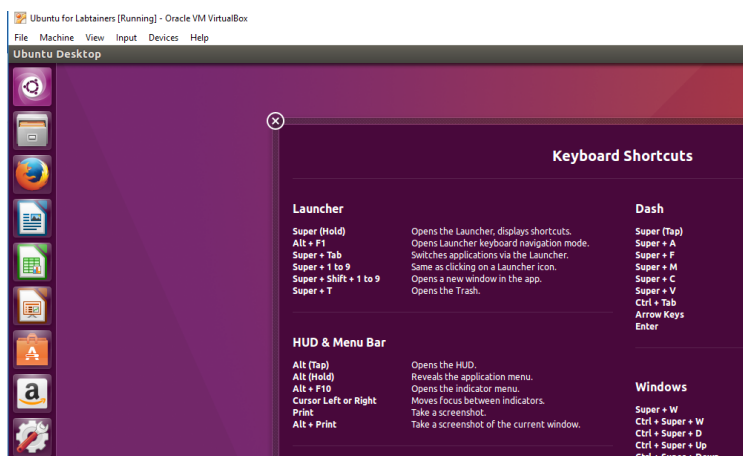 Ubuntu for Labtainers [Running] - Oracle VM VirtualBox
File Machine View Input Devices Help
Ubuntu Desktop
Keyboard Shortcuts
Launcher
Super (Hold) Opens the Launcher, displays shortcuts.
Alt + F1 Opens Launcher keyboard navigation mode.
Super + Tab Switches applications via the Launcher.
Super + 1 to 9 Same as clicking on a Launcher icon.
Super + Shift + 1 to 9 Opens a new window in the app.
Super + T Opens the Trash.
HUD & Menu Bar
Alt (Tap) Opens the HUD.
Alt (Hold) Reveals the application menu.
Alt + F10 Opens the indicator menu.
Cursor Left or Right Moves focus between indicators.
Print Take a screenshot.
Alt + Print Take a screenshot of the current window.
Dash
Super (Tap)
Super + A
Super + F
Super + M
Super + C
Super + V
Ctrl + Tab
Arrow Keys
Enter
Windows
Super + W
Ctrl + Super + W
Ctrl + Super + D
Ctrl + Super + Up
Ctrl + Super + Down